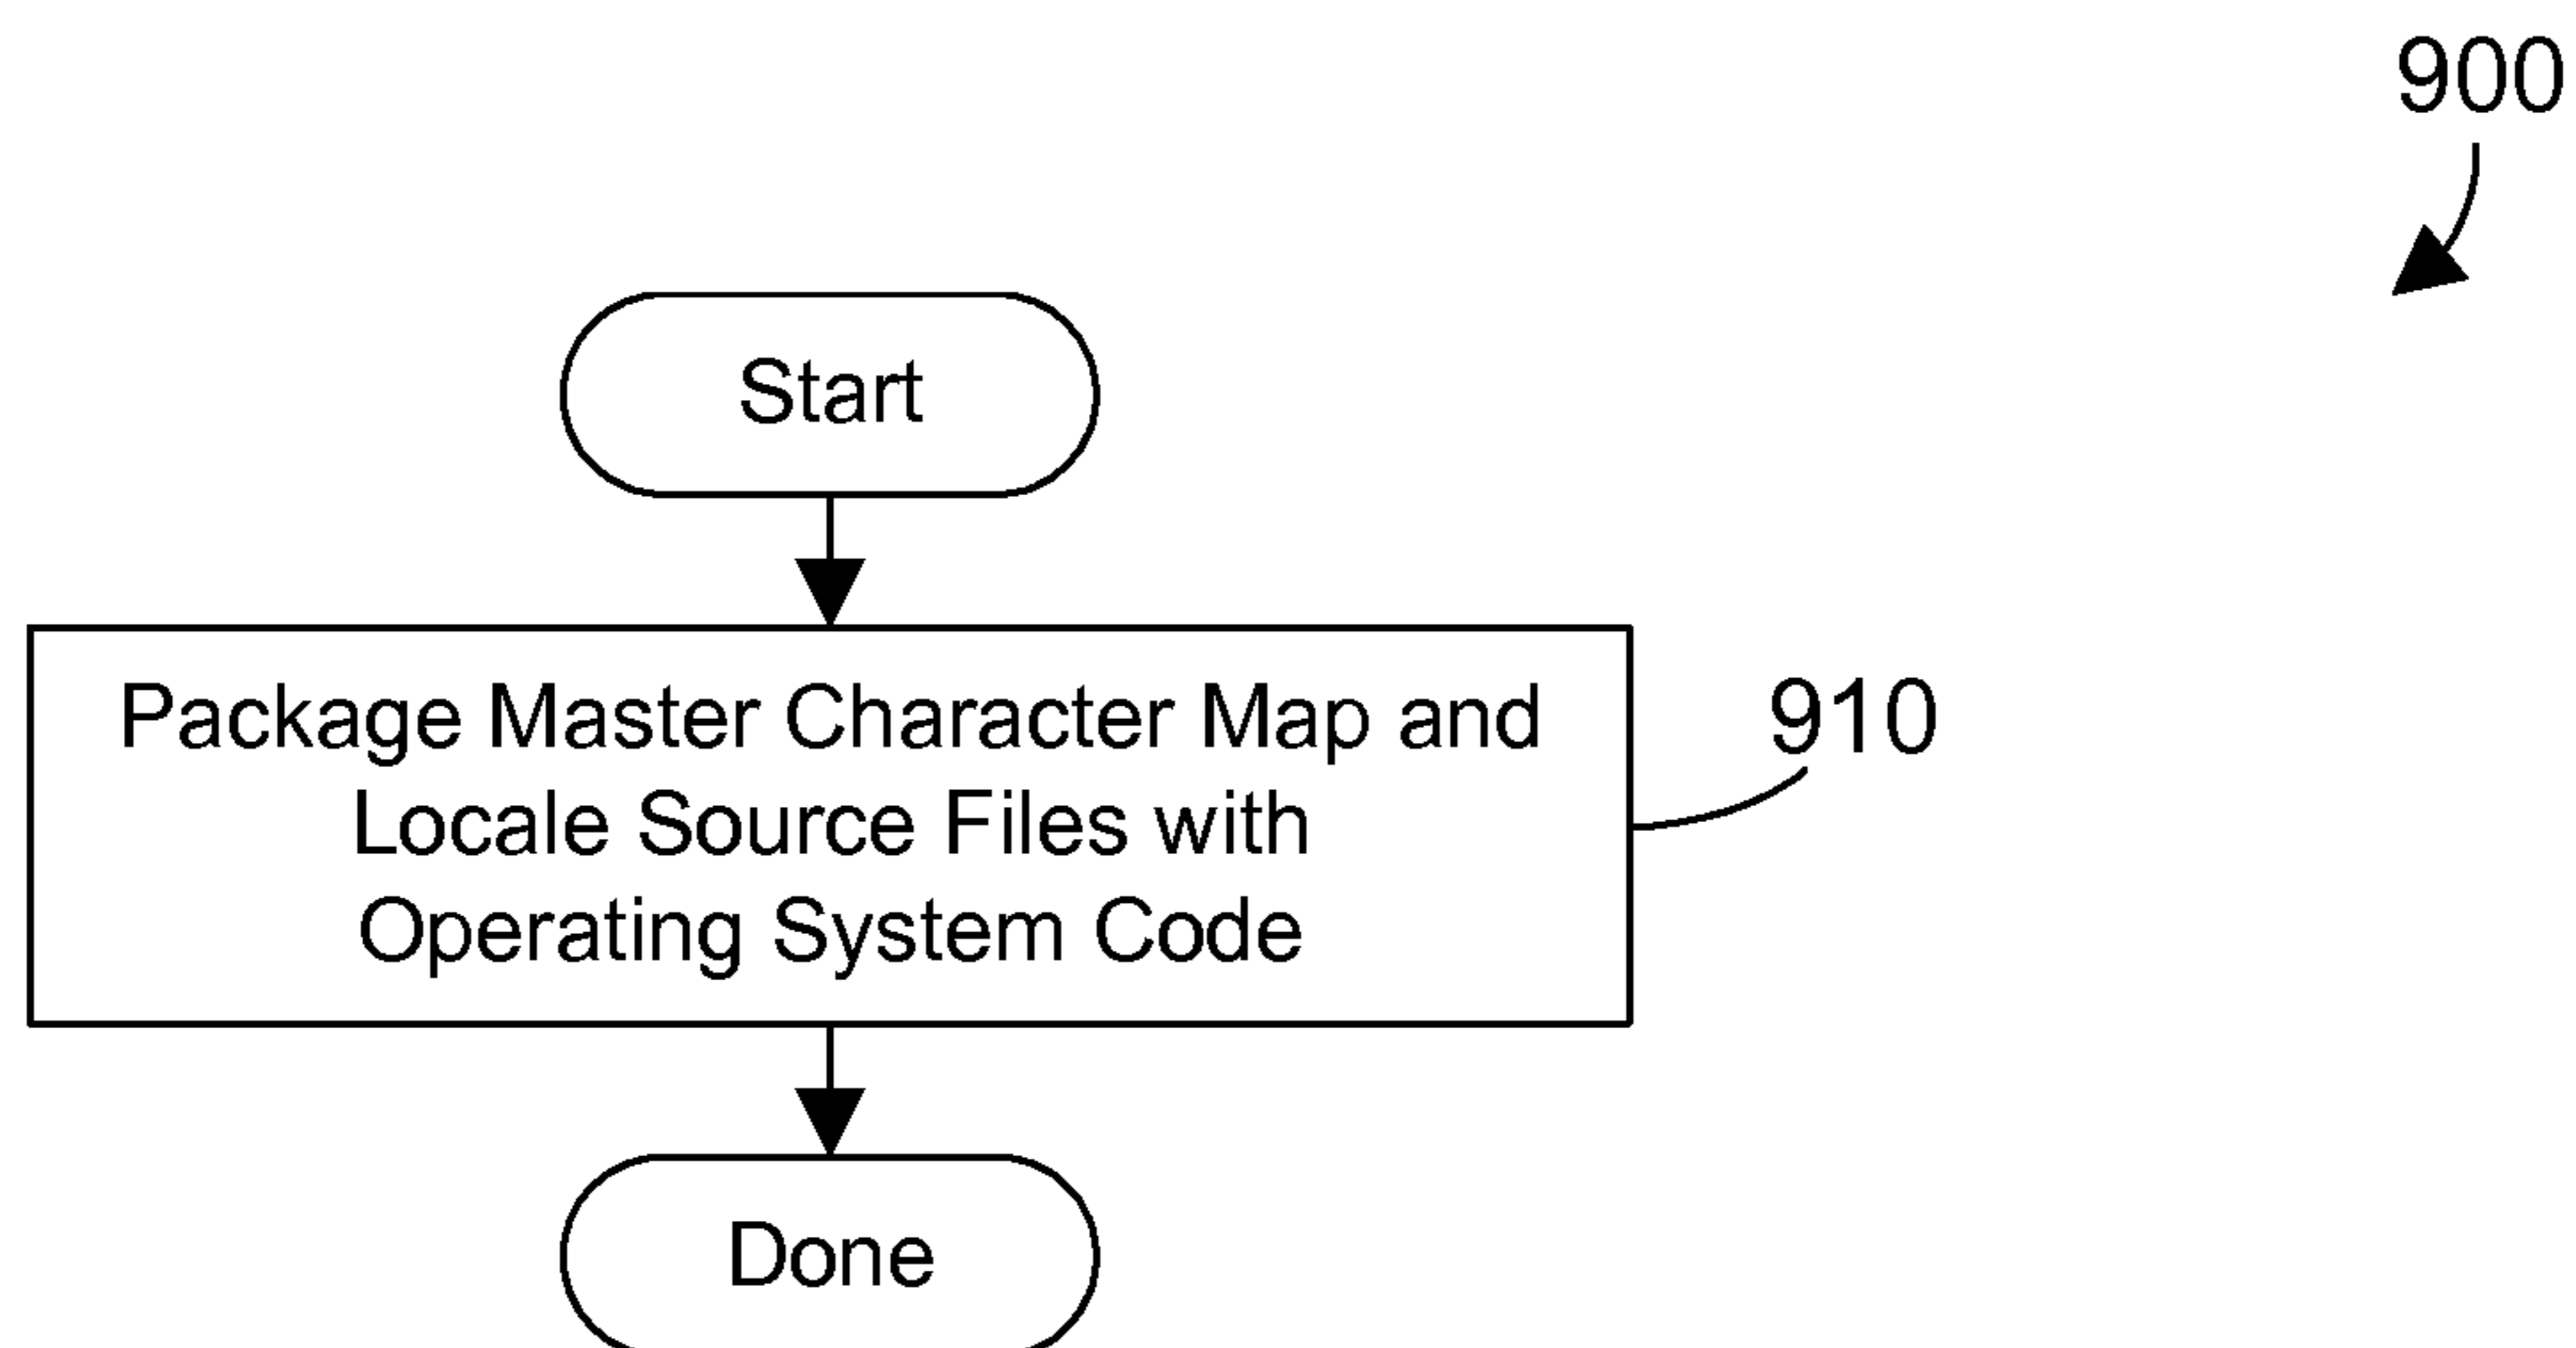 900
Start
Package Master Character Map and
Locale Source Files with
Operating System Code
910
Done